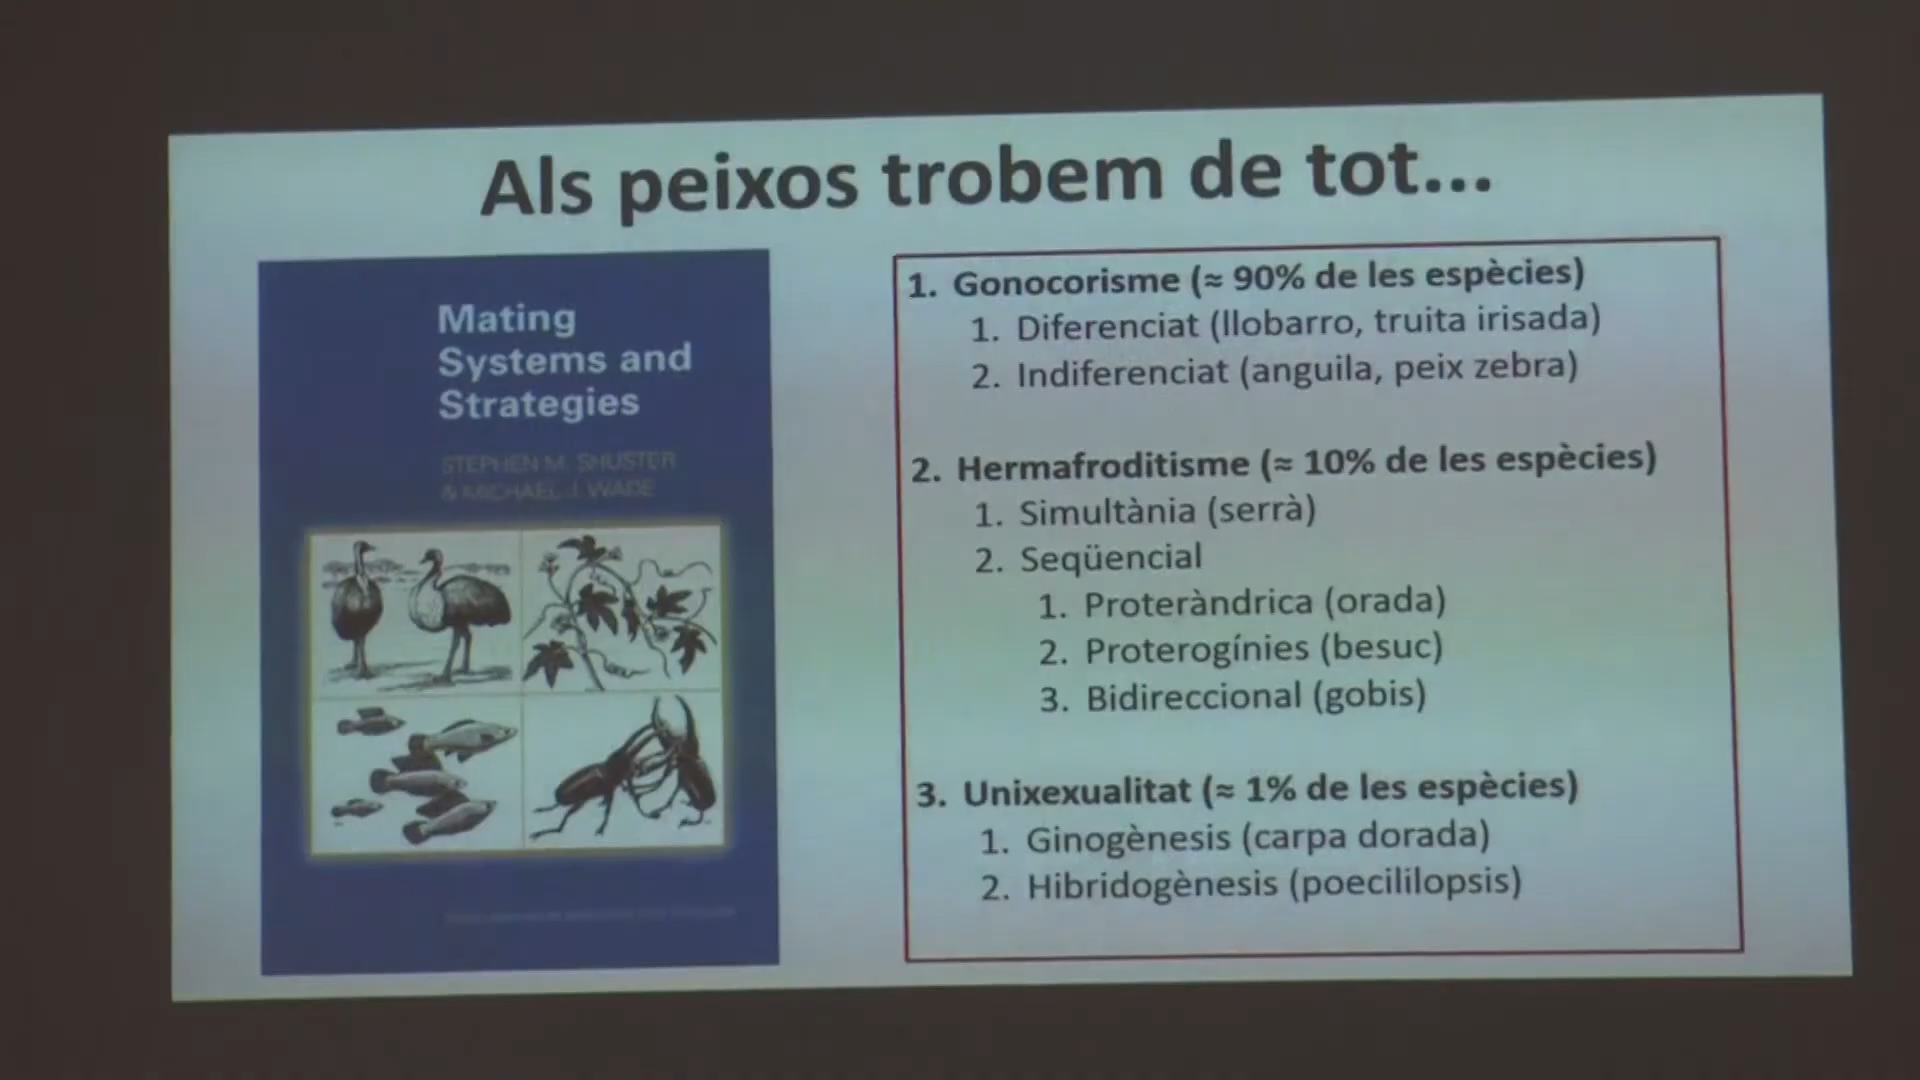 Als peixos trobem de tot...
Mating
Systems and
Strategies
STEPHEN M. SHUSTER
& MICHAEL J. WADE
1. Gonocorisme (≈ 90% de les espècies)
1. Diferenciat (llobarro, truita irisada)
2. Indiferenciat (anguila, peix zebra)
2. Hermafroditisme (≈ 10% de les espècies)
1. Simultània (serrà)
2. Seqüencial
1. Proteràndrica (orada)
2. Proterogínies (besuc)
3. Bidireccional (gobis)
3. Unixexualitat (≈ 1% de les espècies)
1. Ginogènesis (carpa dorada)
2. Hibridogènesis (poecililopsis)